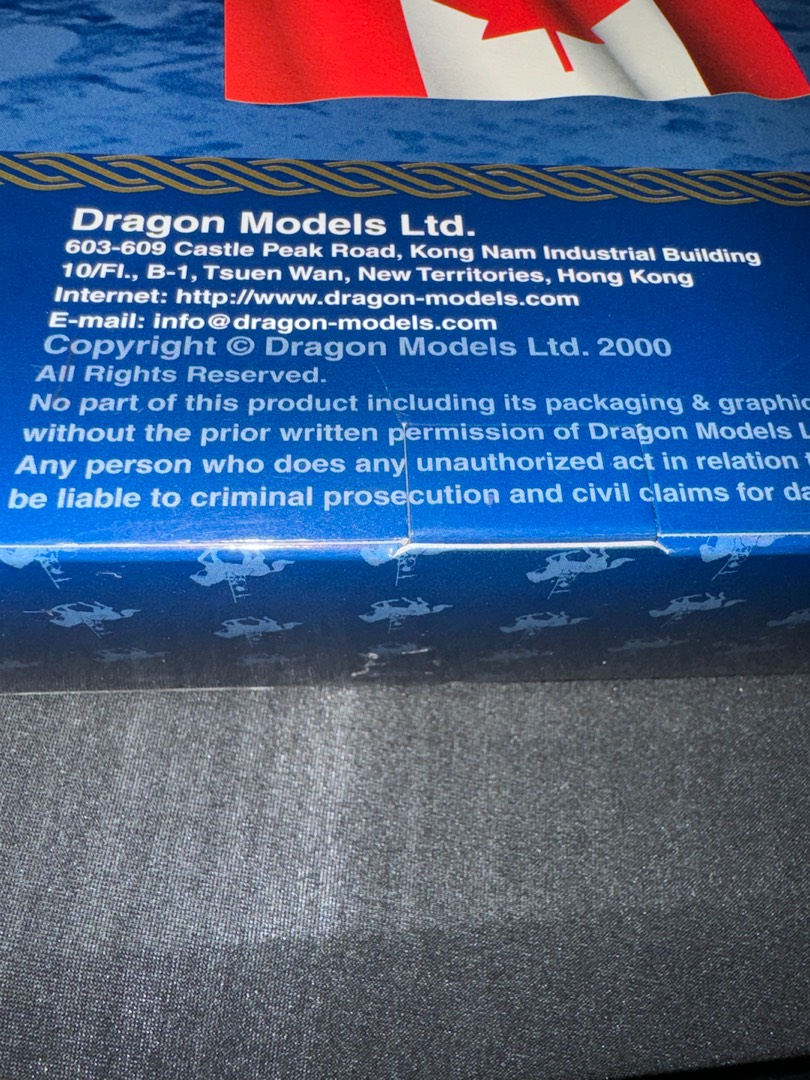 Dragon Models Ltd.
603-609 Castle Peak Road, Kong Nam Industrial Building
10/Fl., B-1, Tsuen Wan, New Territories, Hong Kong
Internet: http://www.dragon-models.com
E-mail: info@dragon-models.com
Copyright © Dragon Models Ltd. 2000
All Rights Reserved.
No part of this product including its packaging & graphic
without the prior written permission of Dragon Models L
Any person who does any unauthorized act in relation t
be liable to criminal prosecution and civil claims for da